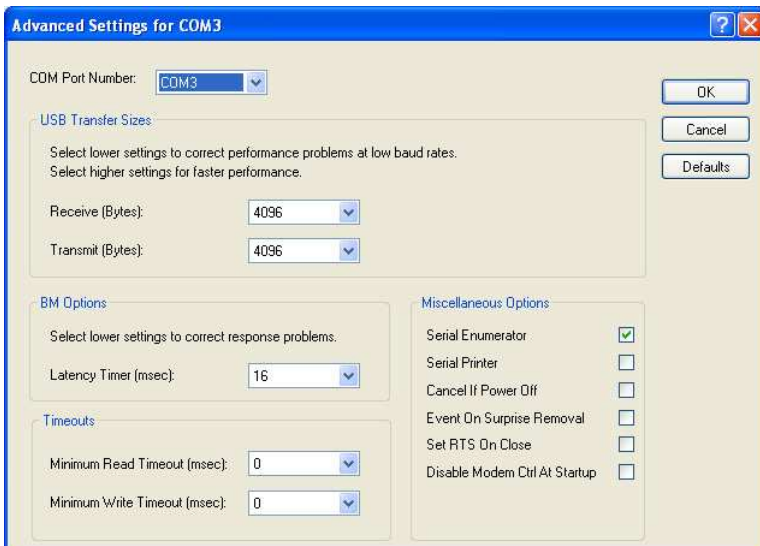 Advanced Settings for COM3
COM Port Number: COM3
OK
Cancel
Defaults
USB Transfer Sizes
Select lower settings to correct performance problems at low baud rates.
Select higher settings for faster performance.
Receive (Bytes): 4096
Transmit (Bytes): 4096
BM Options
Select lower settings to correct response problems.
Latency Timer (msec): 16
Timeouts
Minimum Read Timeout (msec): 0
Minimum Write Timeout (msec): 0
Miscellaneous Options
Serial Enumerator
Serial Printer
Cancel If Power Off
Event On Surprise Removal
Set RTS On Close
Disable Modem Ctrl At Startup